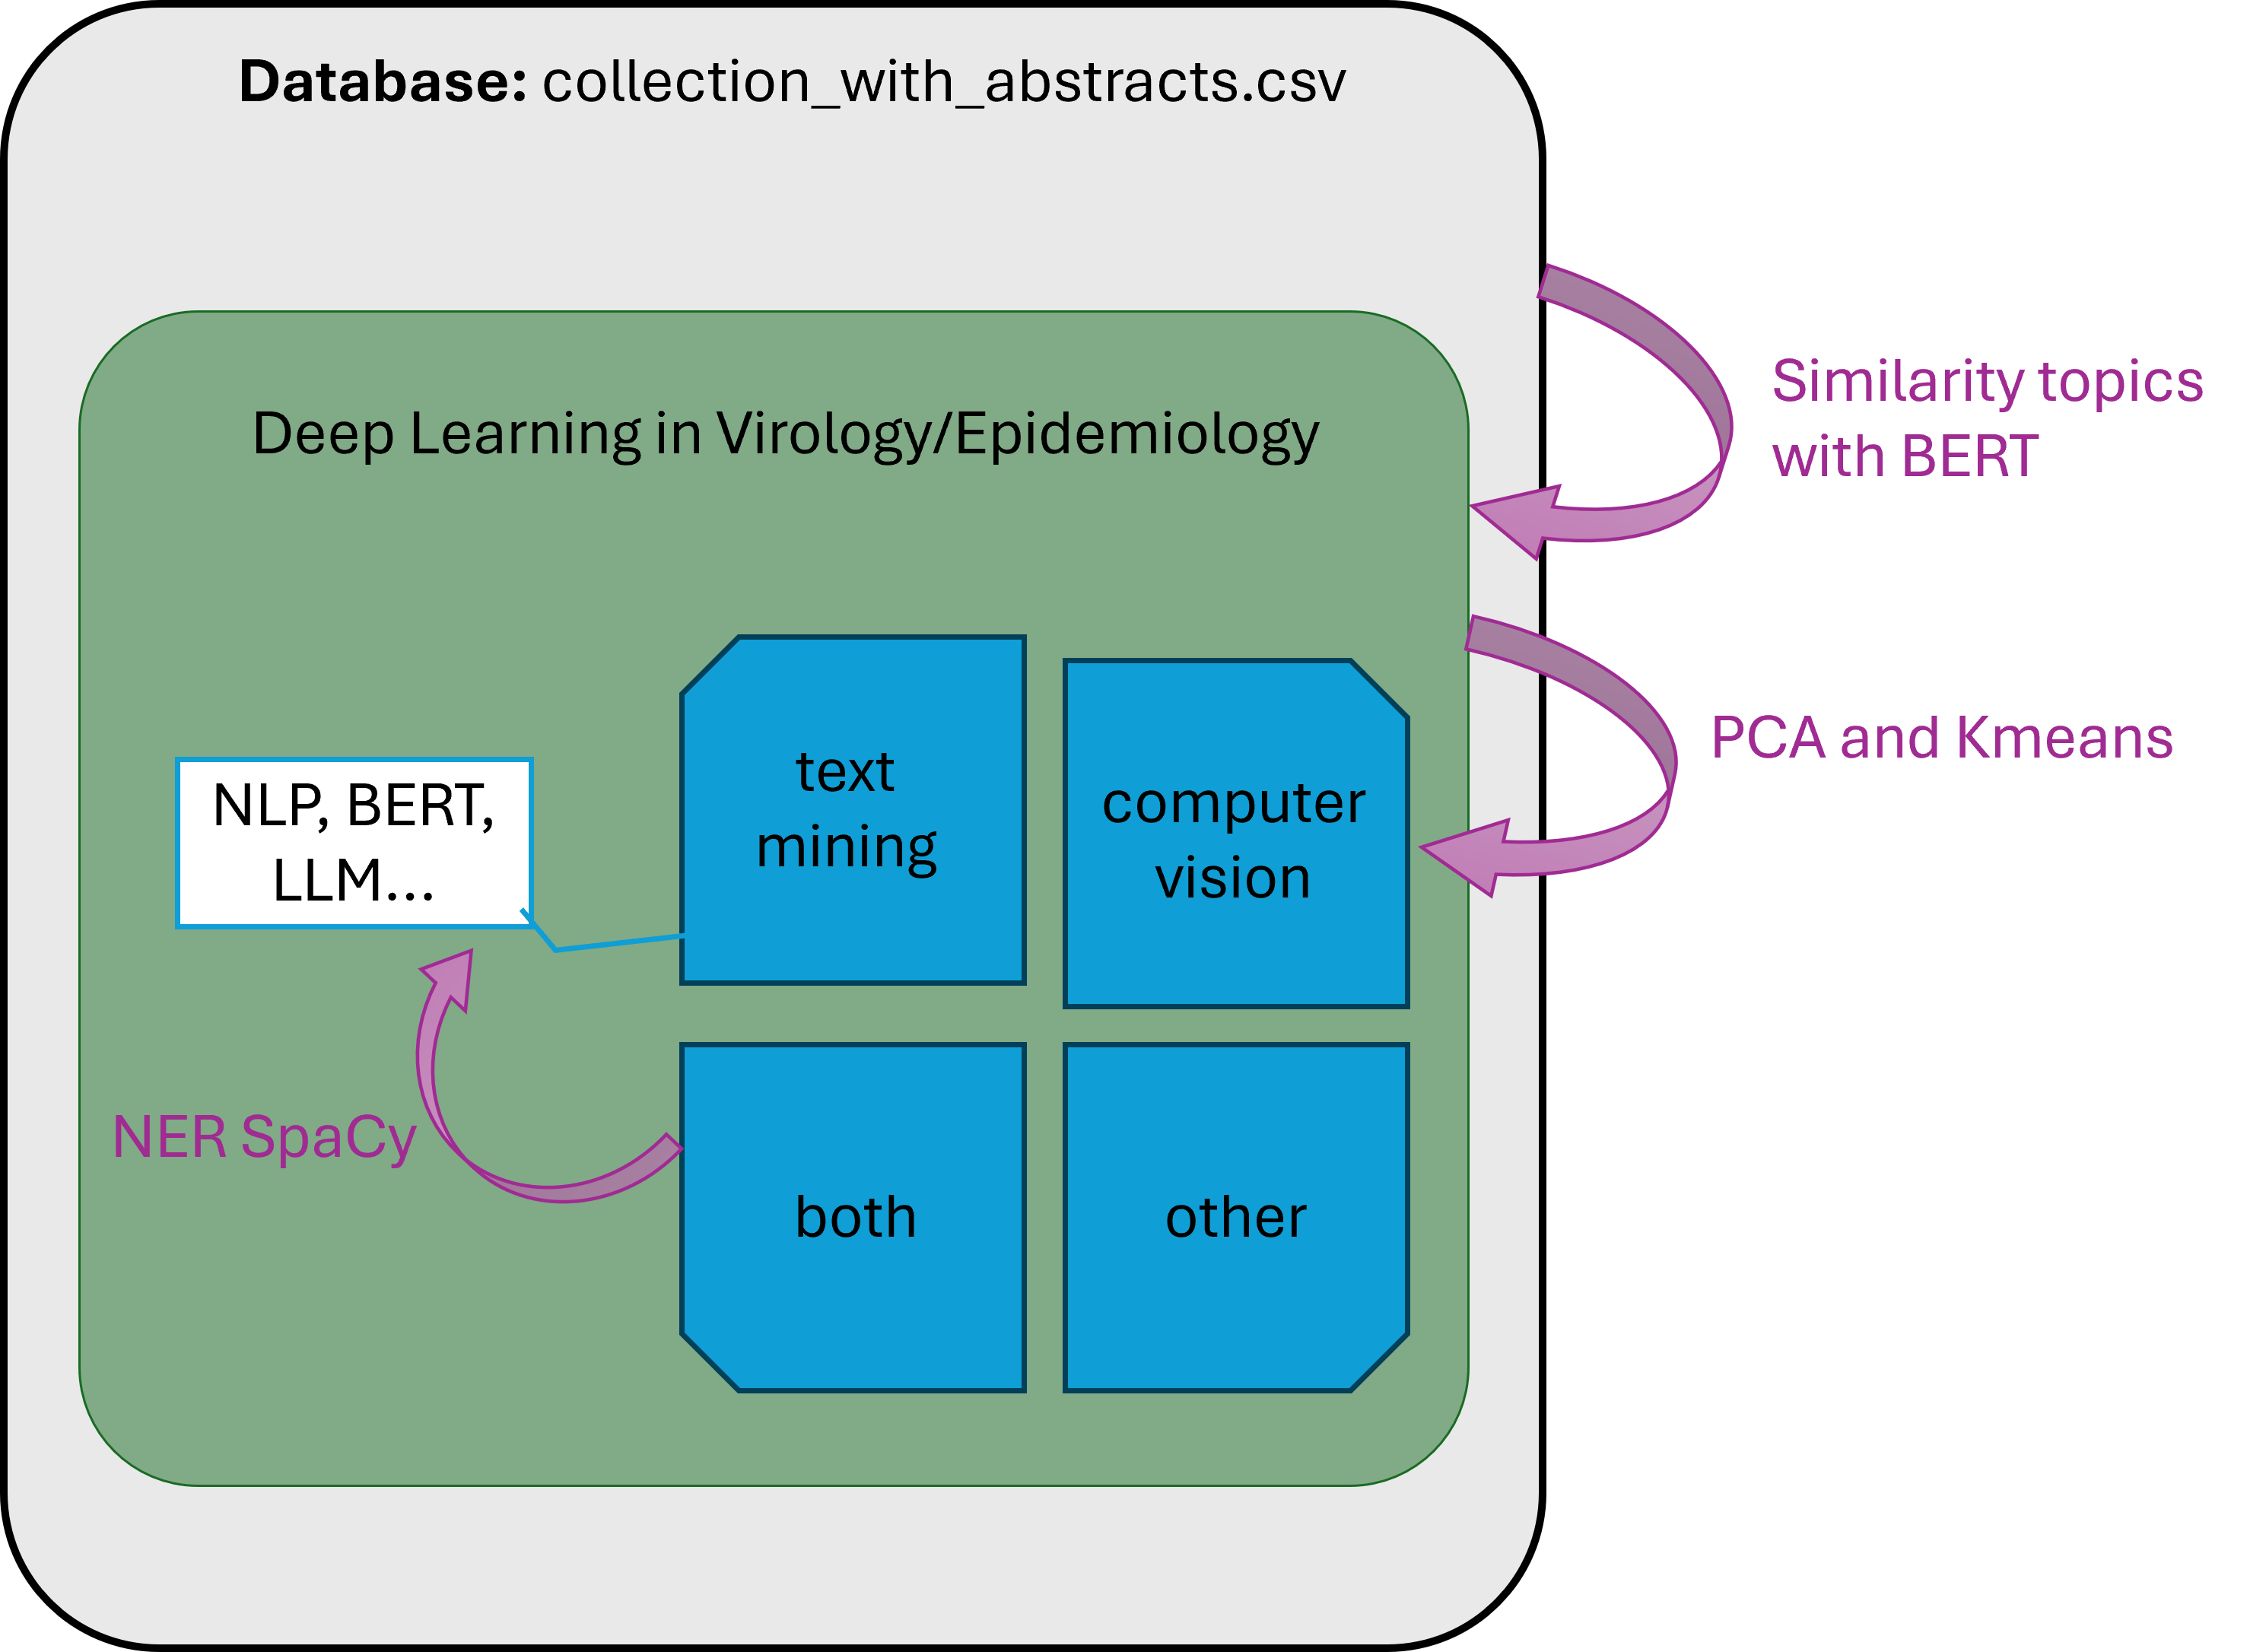 Database: collection_with_abstracts.csv
Deep Learning in Virology/Epidemiology
Similarity topics
with BERT
PCA and Kmeans
text
mining
computer
vision
NLP, BERT,
LLM...
NER SpaCy
both
other